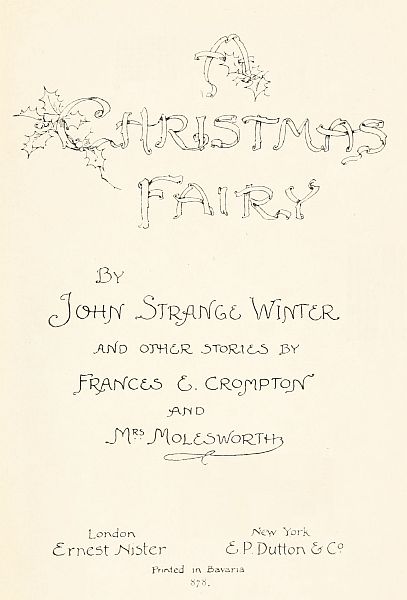 A
CHRISTMAS
FAIRY
BY
JOHN STRANGE WINTER
AND OTHER STORIES BY
FRANCES E. CROMPTON
AND
MRS MOLESWORTH
London
Ernest Nister
New York
E.P. Dutton & Co
Printed in Bavaria
878.